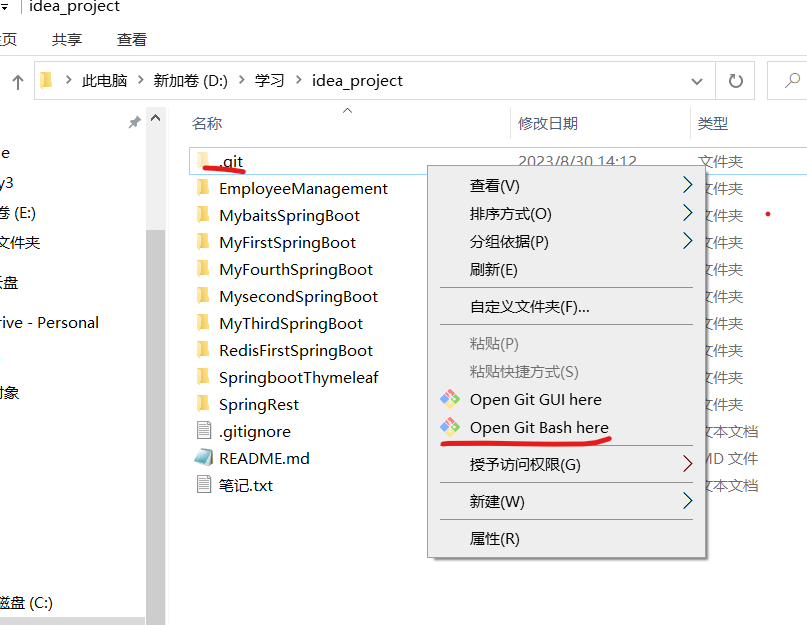 idea_project
页 共享 查看
此电脑 新加卷 (D:) 学习 idea_project
名称 修改日期 类型
e
y3
卷 (E:)
文件夹
云盘
rive - Personal
对象
磁盘 (C:)
.git 2023/8/30 14:12 文件夹
EmployeeManagement 文件夹
MybaitsSpringBoot 文件夹
MyFirstSpringBoot 文件夹
MyFourthSpringBoot 文件夹
MysecondSpringBoot 文件夹
MyThirdSpringBoot 文件夹
RedisFirstSpringBoot 文件夹
SpringbootThymeleaf 文件夹
SpringRest 文件夹
.gitignore 文本文档
README.md MD 文件
笔记.txt 文本文档
查看(V)
排序方式(O)
分组依据(P)
刷新(E)
自定义文件夹(F)...
粘贴(P)
粘贴快捷方式(S)
Open Git GUI here
Open Git Bash here
授予访问权限(G)
新建(W)
属性(R)